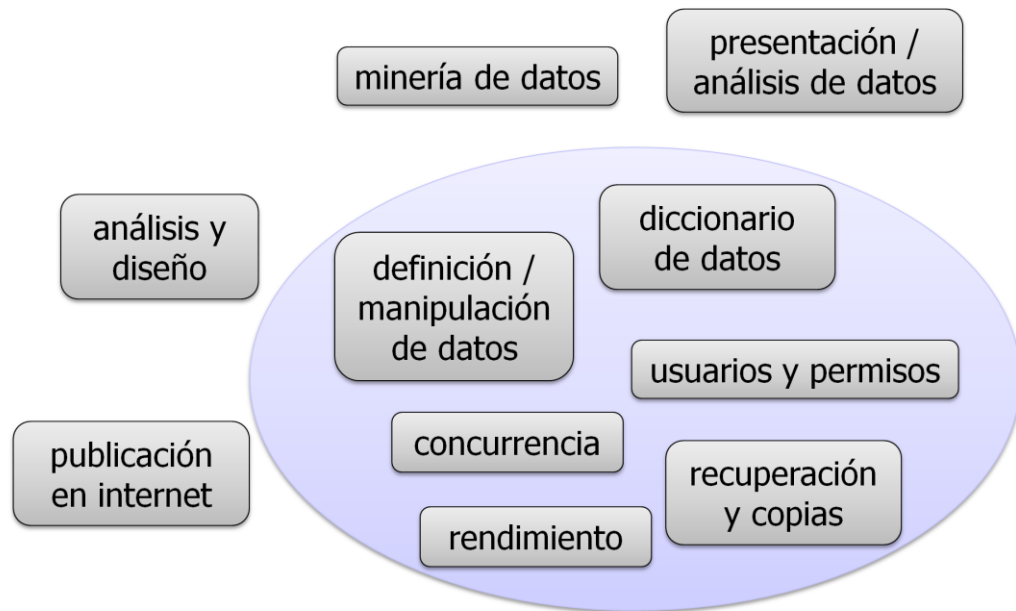 minería de datos
presentación /
análisis de datos
análisis y
diseño
definición /
manipulación
de datos
diccionario
de datos
usuarios y permisos
publicación
en internet
concurrencia
recuperación
y copias
rendimiento